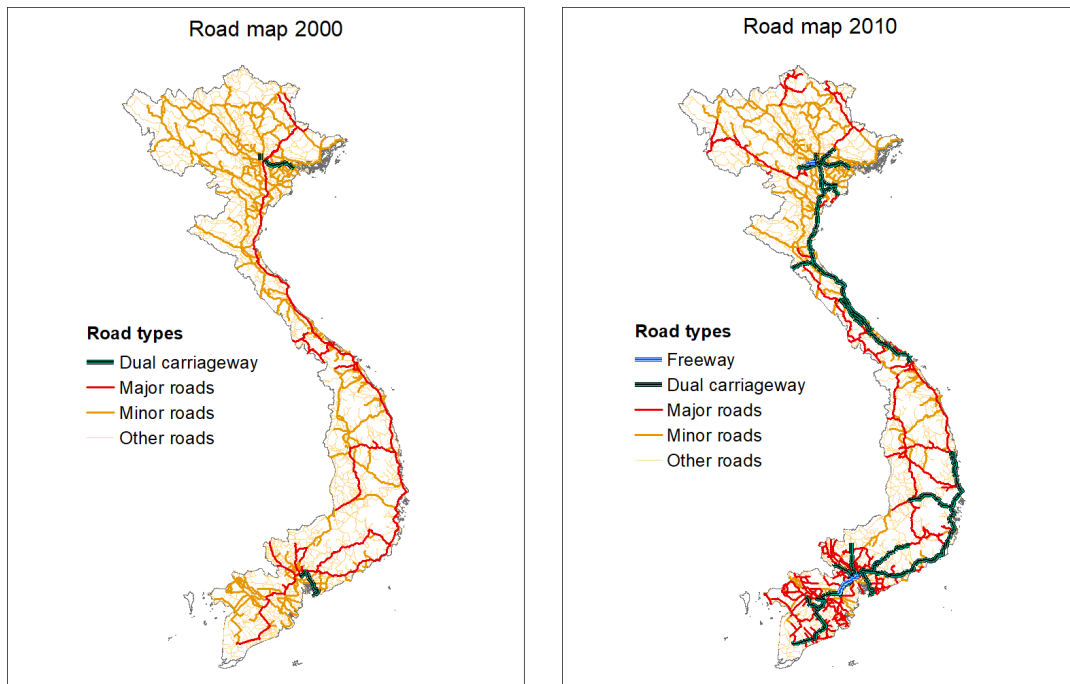 Road map 2000
Road types
Dual carriageway
Major roads
Minor roads
Other roads
Road map 2010
Road types
Freeway
Dual carriageway
Major roads
Minor roads
Other roads